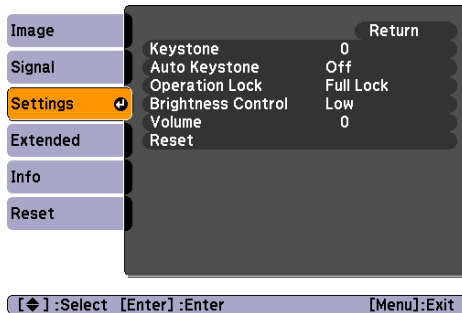 Image
Signal
Settings
Extended
Info
Reset
Return
Keystone 0
Auto Keystone Off
Operation Lock Full Lock
Brightness Control Low
Volume 0
Reset
[ ] :Select [Enter] :Enter [Menu]:Exit